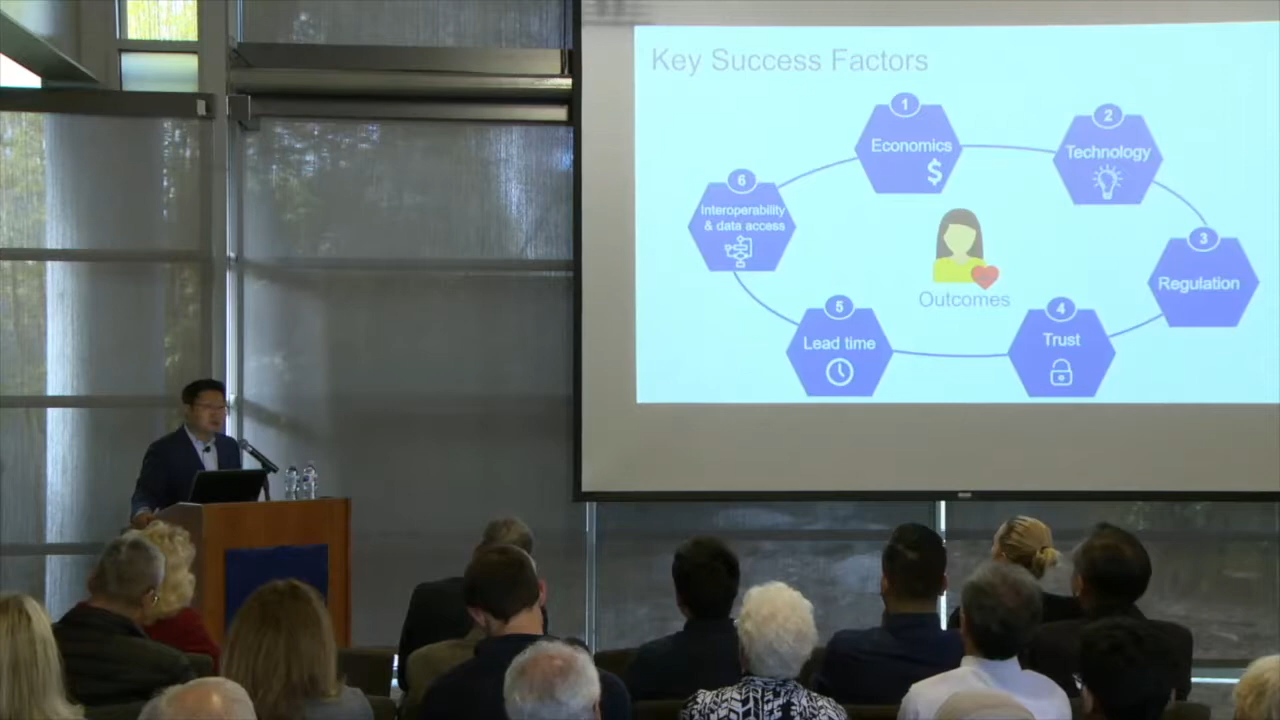 Key Success Factors
1
Economics
$
2
Technology
3
Regulation
4
Trust
5
Lead time
6
Interoperability
& data access
Outcomes